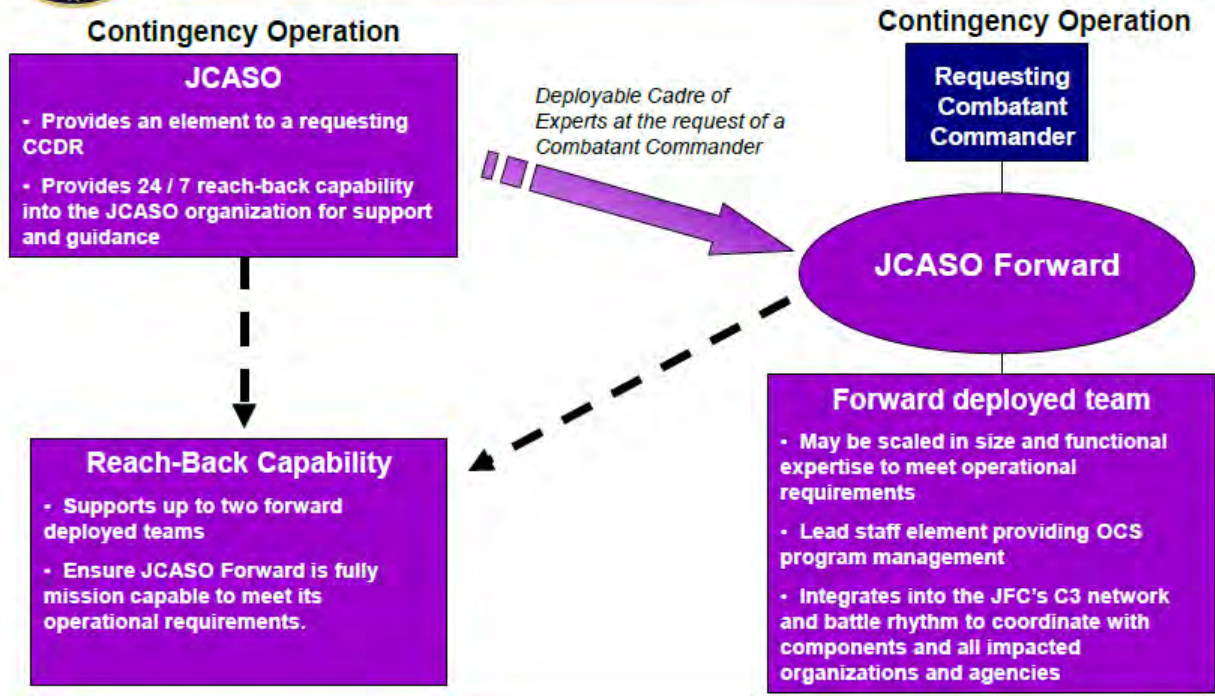 Contingency Operation
JCASO
- Provides an element to a requesting
CCDR
- Provides 24 / 7 reach-back capability
into the JCASO organization for support
and guidance
Deployable Cadre of
Experts at the request of a
Combatant Commander
Contingency Operation
Requesting
Combatant
Commander
JCASO Forward
Reach-Back Capability
- Supports up to two forward
deployed teams
- Ensure JCASO Forward is fully
mission capable to meet its
operational requirements.
Forward deployed team
- May be scaled in size and functional
expertise to meet operational
requirements
- Lead staff element providing OCS
program management
- Integrates into the JFC's C3 network
and battle rhythm to coordinate with
components and all impacted
organizations and agencies